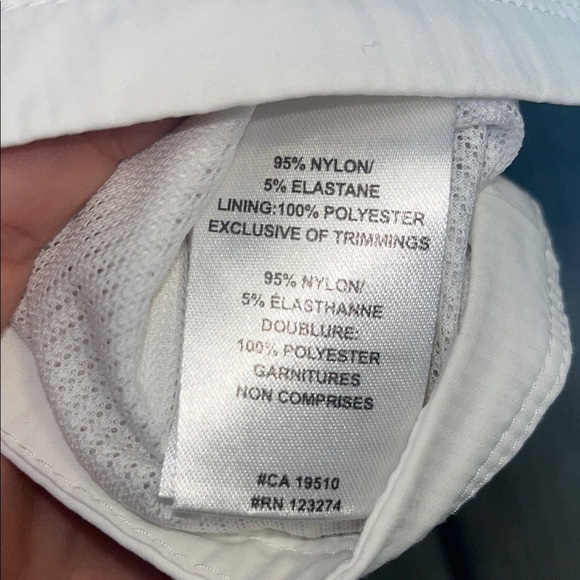 95% NYLON/
5% ELASTANE
LINING:100% POLYESTER
EXCLUSIVE OF TRIMMINGS
95% NYLON/
5% ÉLASTHANNE
DOUBLURE:
100% POLYESTER
GARNITURES
NON COMPRISES
#CA 19510
#RN 123274